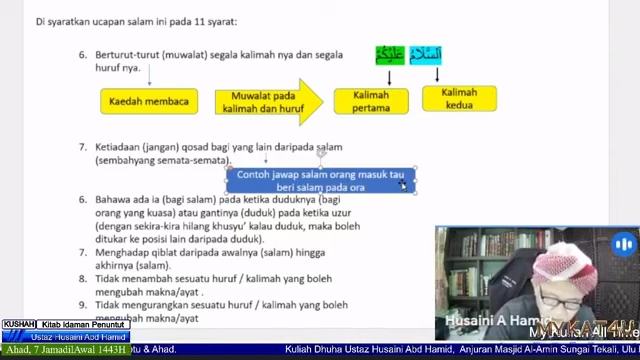 Di syaratkan ucapan salam ini pada 11 syarat:
6. Berturut-turut (muwalat) segala kalimah nya dan segala
huruf nya.
عَلَيْكُمْ
اَلسَّلَامُ
Kaedah membaca
Muwalat pada
kalimah dan huruf
Kalimah
pertama
Kalimah
kedua
7. Ketiadaan (jangan) qosad bagi yang lain daripada salam
(sembahyang semata-semata).
Contoh jawap salam orang masuk tau
beri salam pada ora
6. Bahawa ada ia (bagi salam) pada ketika duduknya (bagi
orang yang kuasa) atau gantinya (duduk) pada ketika uzur
(dengan sekira-kira hilang khusyu' kalau duduk, maka boleh
ditukar ke posisi lain daripada duduk).
7. Menghadap qiblat daripada awalnya (salam) hingga
akhirnya (salam).
8. Tidak menambah sesuatu huruf / kalimah yang boleh
mengubah makna/ayat .
9. Tidak mengurangkan sesuatu huruf / kalimah yang boleh
mengubah makna/ayat
Husaini A Hamid
KUSHAH Kitab Idaman Penuntut
Ustaz Husaini Abd Hamid
Ahad, 7 JamadilAwal 1443H
& Ahad.
Kuliah Dhuha Ustaz Husaini Abd Hamid, Anjuran Masjid Al-Amin Sungai Tekali, Ulu